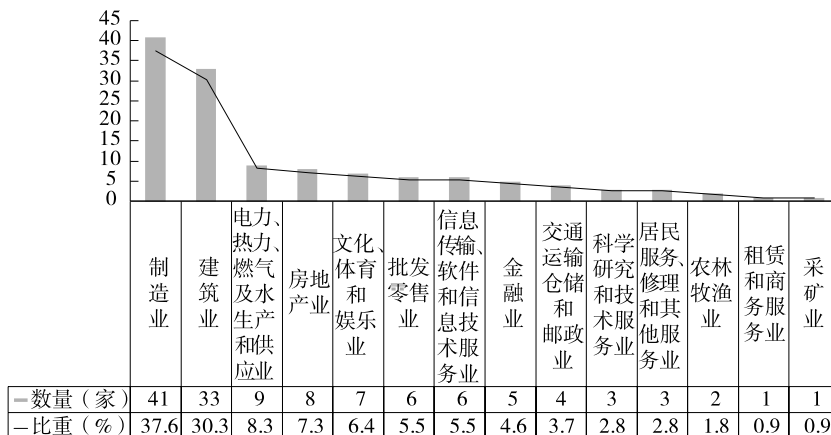 45
40
35
30
25
20
15
10
5
0
制
造
业
建
筑
业
电力、
热力、
燃气
及水
生产
和供
应业
房地
产业
文化、
体育
和
娱乐
业
批发
零售
业
信息
传输、
软件
和信
息技
术服
务业
金
融
业
交通
运输
仓储
和
邮政
业
科学
研究
和技
术服
务业
居民
服务、
修理
和其
他服
务业
农林
牧渔
业
租赁
和商
务服
务业
采
矿
业
数量（家） 41 33 9 8 7 6 6 5 4 3 3 2 1 1
比重（%） 37.6 30.3 8.3 7.3 6.4 5.5 5.5 4.6 3.7 2.8 2.8 1.8 0.9 0.9